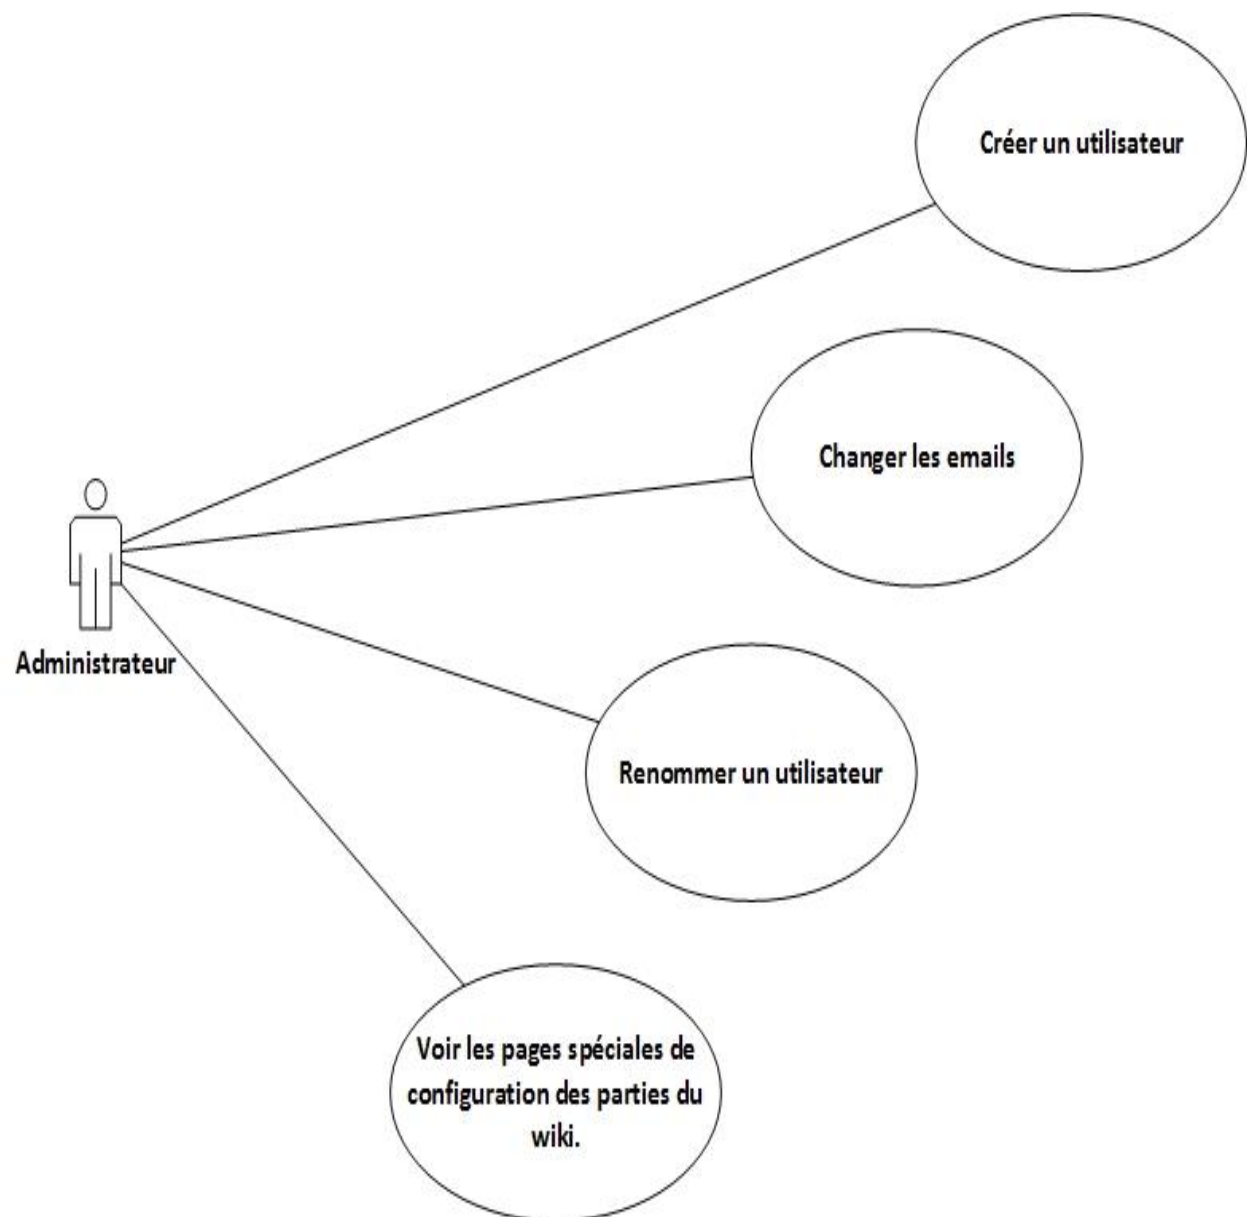 Créer un utilisateur
Changer les emails
Administrateur
Renommer un utilisateur
Voir les pages spéciales de
configuration des parties du
wiki.